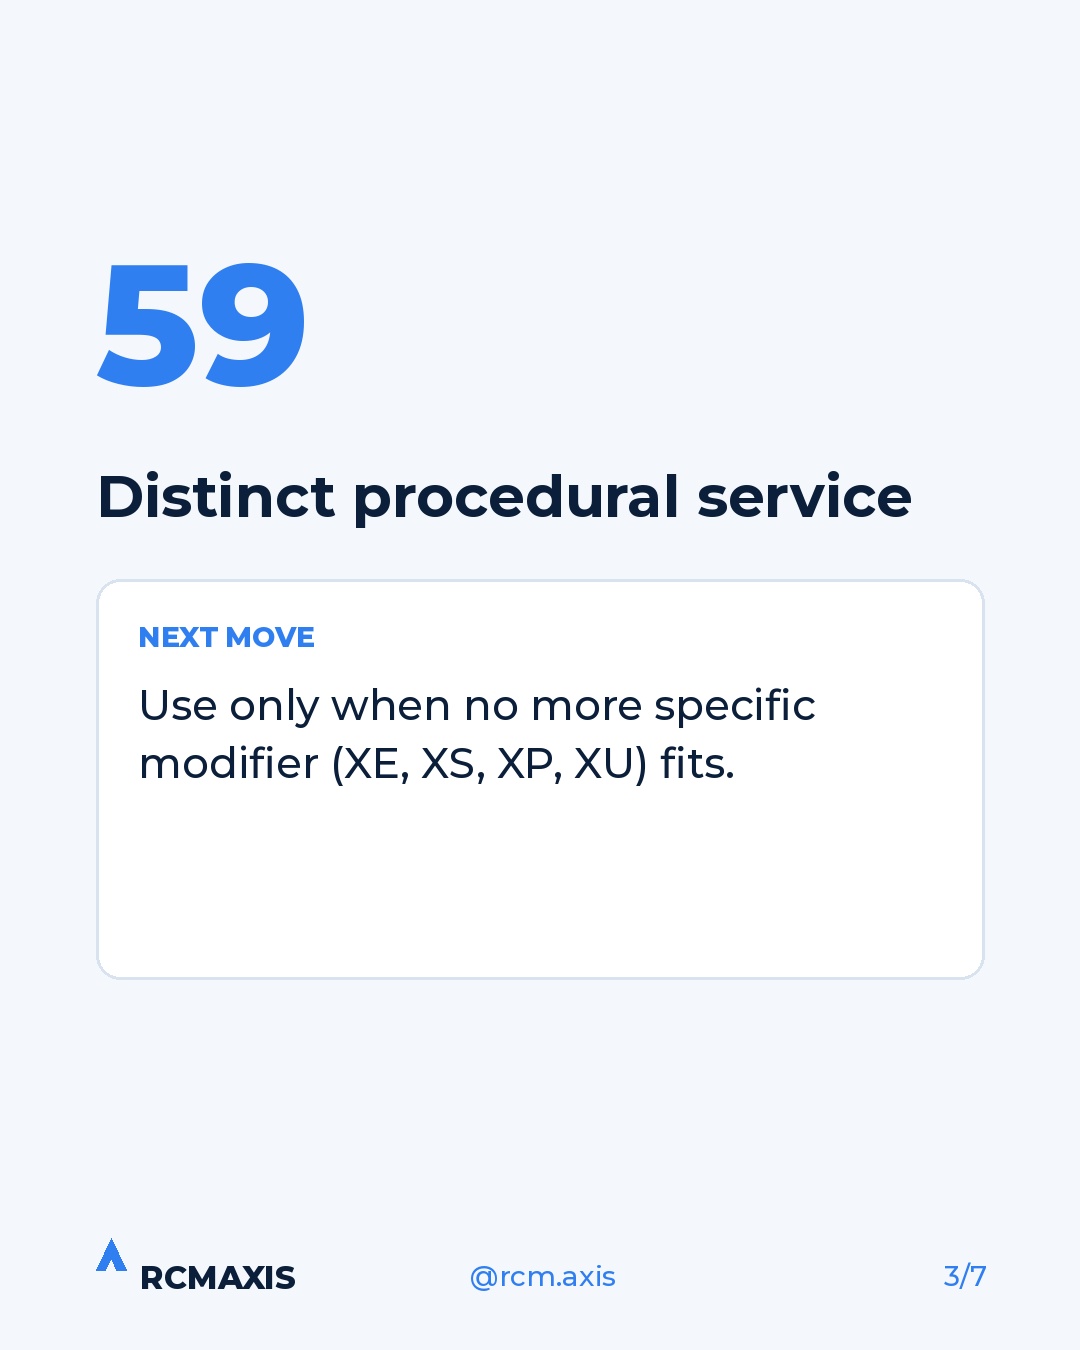 59
Distinct procedural service
NEXT MOVE
Use only when no more specific
modifier (XE, XS, XP, XU) fits.
RCMAXIS
@rcm.axis
3/7